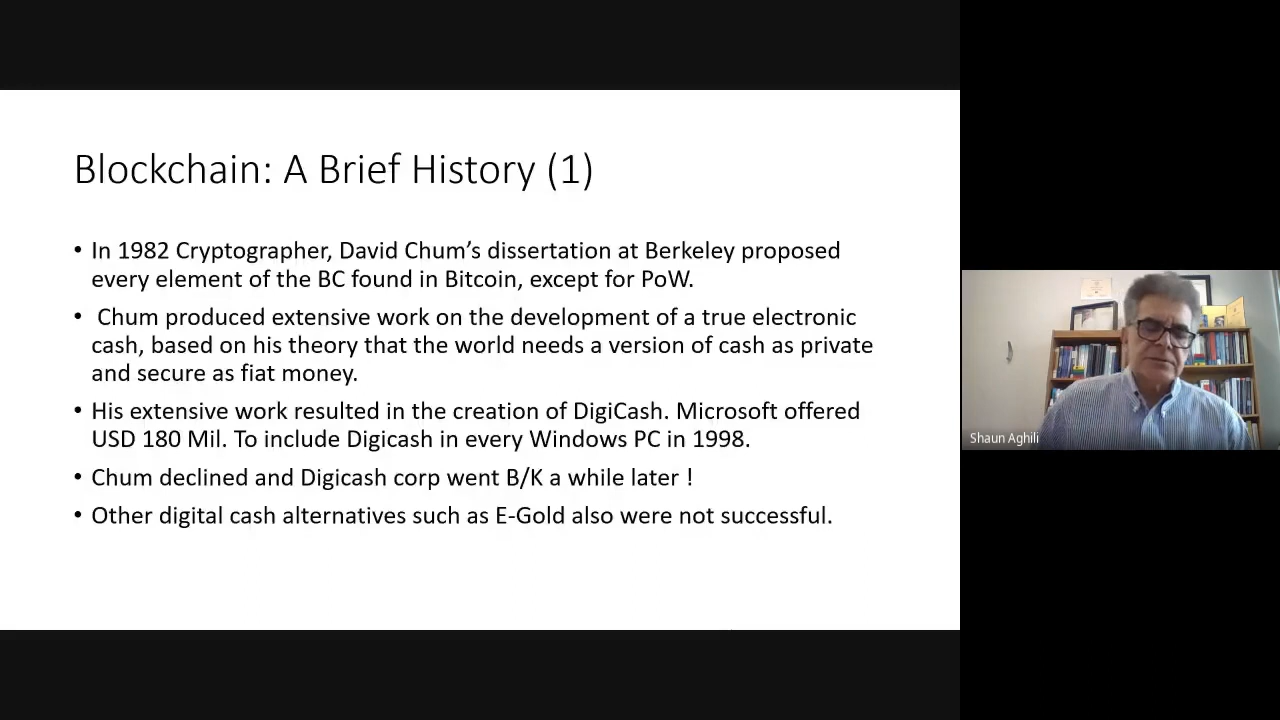 Blockchain: A Brief History (1)
• In 1982 Cryptographer, David Chum's dissertation at Berkeley proposed
every element of the BC found in Bitcoin, except for PoW.
• Chum produced extensive work on the development of a true electronic
cash, based on his theory that the world needs a version of cash as private
and secure as fiat money.
• His extensive work resulted in the creation of DigiCash. Microsoft offered
USD 180 Mil. To include Digicash in every Windows PC in 1998.
• Chum declined and Digicash corp went B/K a while later !
• Other digital cash alternatives such as E-Gold also were not successful.
Shaun Aghili